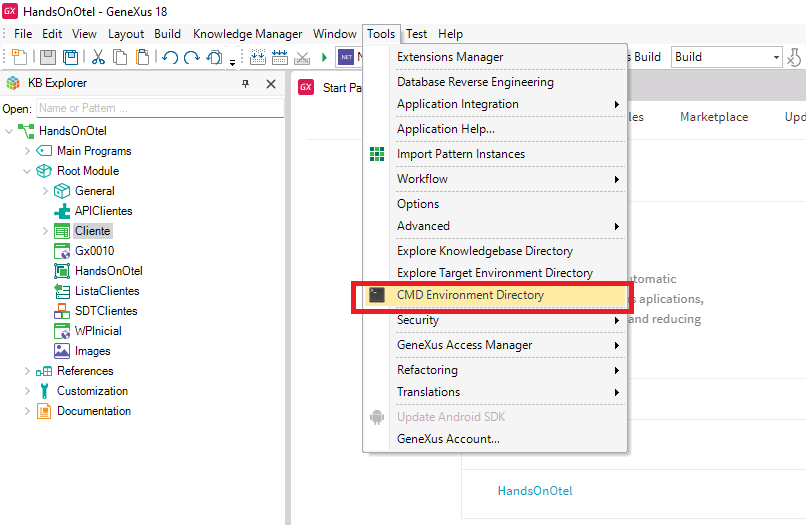 GX HandsOnOtel - GeneXus 18
File Edit View Layout Build Knowledge Manager Window Tools Test Help
NET
s Build Build
KB Explorer
Open: Name or Pattern ...
HandsOnOtel
Main Programs
Root Module
General
APIClientes
Cliente
Gx0010
HandsOnOtel
ListaClientes
SDTClientes
WPInicial
Images
References
Customization
Documentation
GX Start Pa
Extensions Manager
Database Reverse Engineering
Application Integration
Application Help...
Import Pattern Instances
Workflow
Options
Advanced
Explore Knowledgebase Directory
Explore Target Environment Directory
CMD Environment Directory
Security
GeneXus Access Manager
Refactoring
Translations
Update Android SDK
GeneXus Account...
les Marketplace Upd
utomatic
s aplications,
and reducing
HandsOnOtel